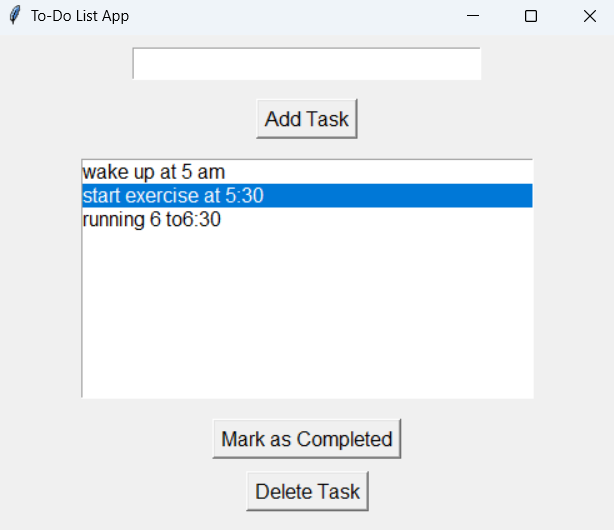 To-Do List App
Add Task
wake up at 5 am
start exercise at 5:30
running 6 to6:30
Mark as Completed
Delete Task